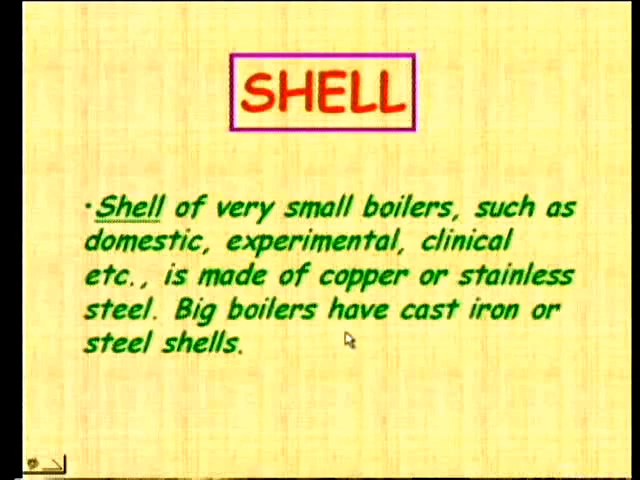 SHELL
•Shell of very small boilers, such as
domestic, experimental, clinical
etc., is made of copper or stainless
steel. Big boilers have cast iron or
steel shells.